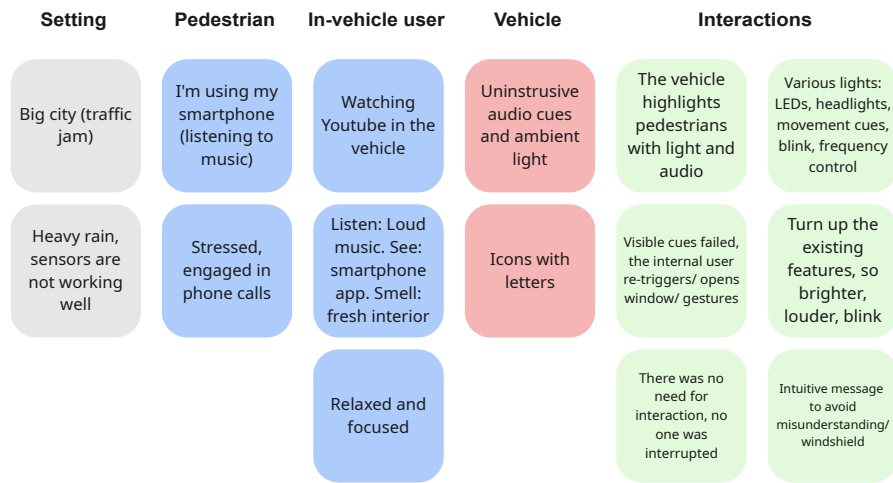 Setting
Pedestrian
In-vehicle user
Vehicle
Interactions
Big city (traffic
jam)
I'm using my
smartphone
(listening to
music)
Watching
Youtube in the
vehicle
Uninstrusive
audio cues
and ambient
light
The vehicle
highlights
pedestrians
with light and
audio
Various lights:
LEDs, headlights,
movement cues,
blink, frequency
control
Heavy rain,
sensors are
not working
well
Stressed,
engaged in
phone calls
Listen: Loud
music. See:
smartphone
app. Smell:
fresh interior
Icons with
letters
Visible cues failed,
the internal user
re-triggers/ opens
window/ gestures
Turn up the
existing
features, so
brighter,
louder, blink
Relaxed and
focused
There was no
need for
interaction, no
one was
interrupted
Intuitive message
to avoid
misunderstanding/
windshield